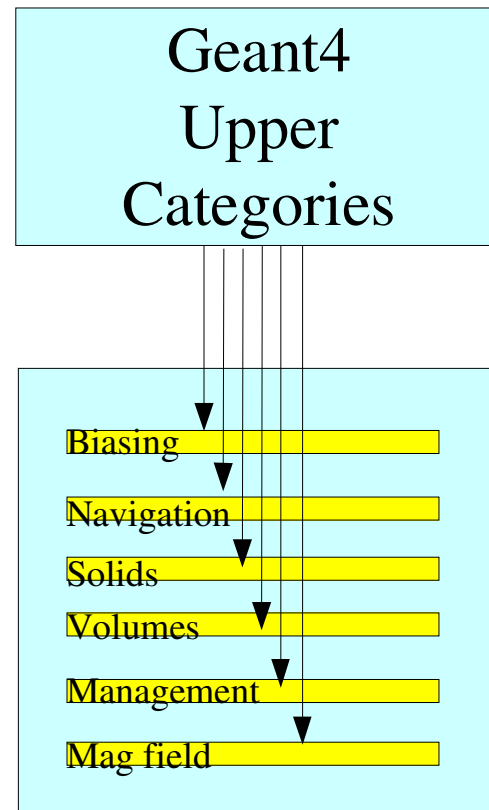 Geant4
Upper
Categories
Biasing
Navigation
Solids
Volumes
Management
Mag field